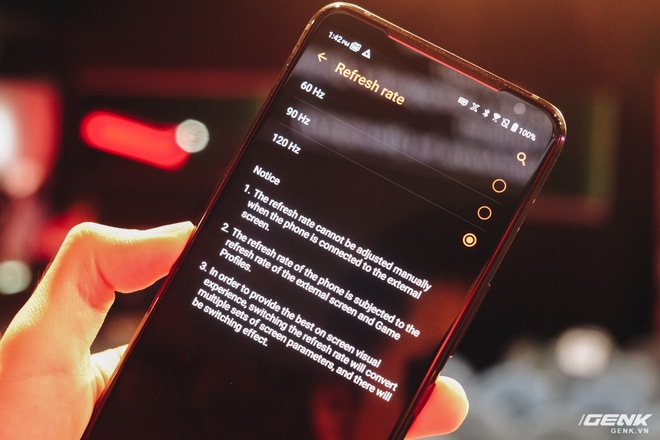 1:42 PM
100%
Refresh rate
60 Hz
90 Hz
120 Hz
Notice
1. The refresh rate cannot be adjusted manually
when the phone is connected to the external
screen.
2. The refresh rate of the phone is subjected to the
refresh rate of the external screen and Game
Profiles.
3. In order to provide the best on screen visual
experience, switching the refresh rate will convert
multiple sets of screen parameters, and there will
be switching effect.
GENK
GENK.VN